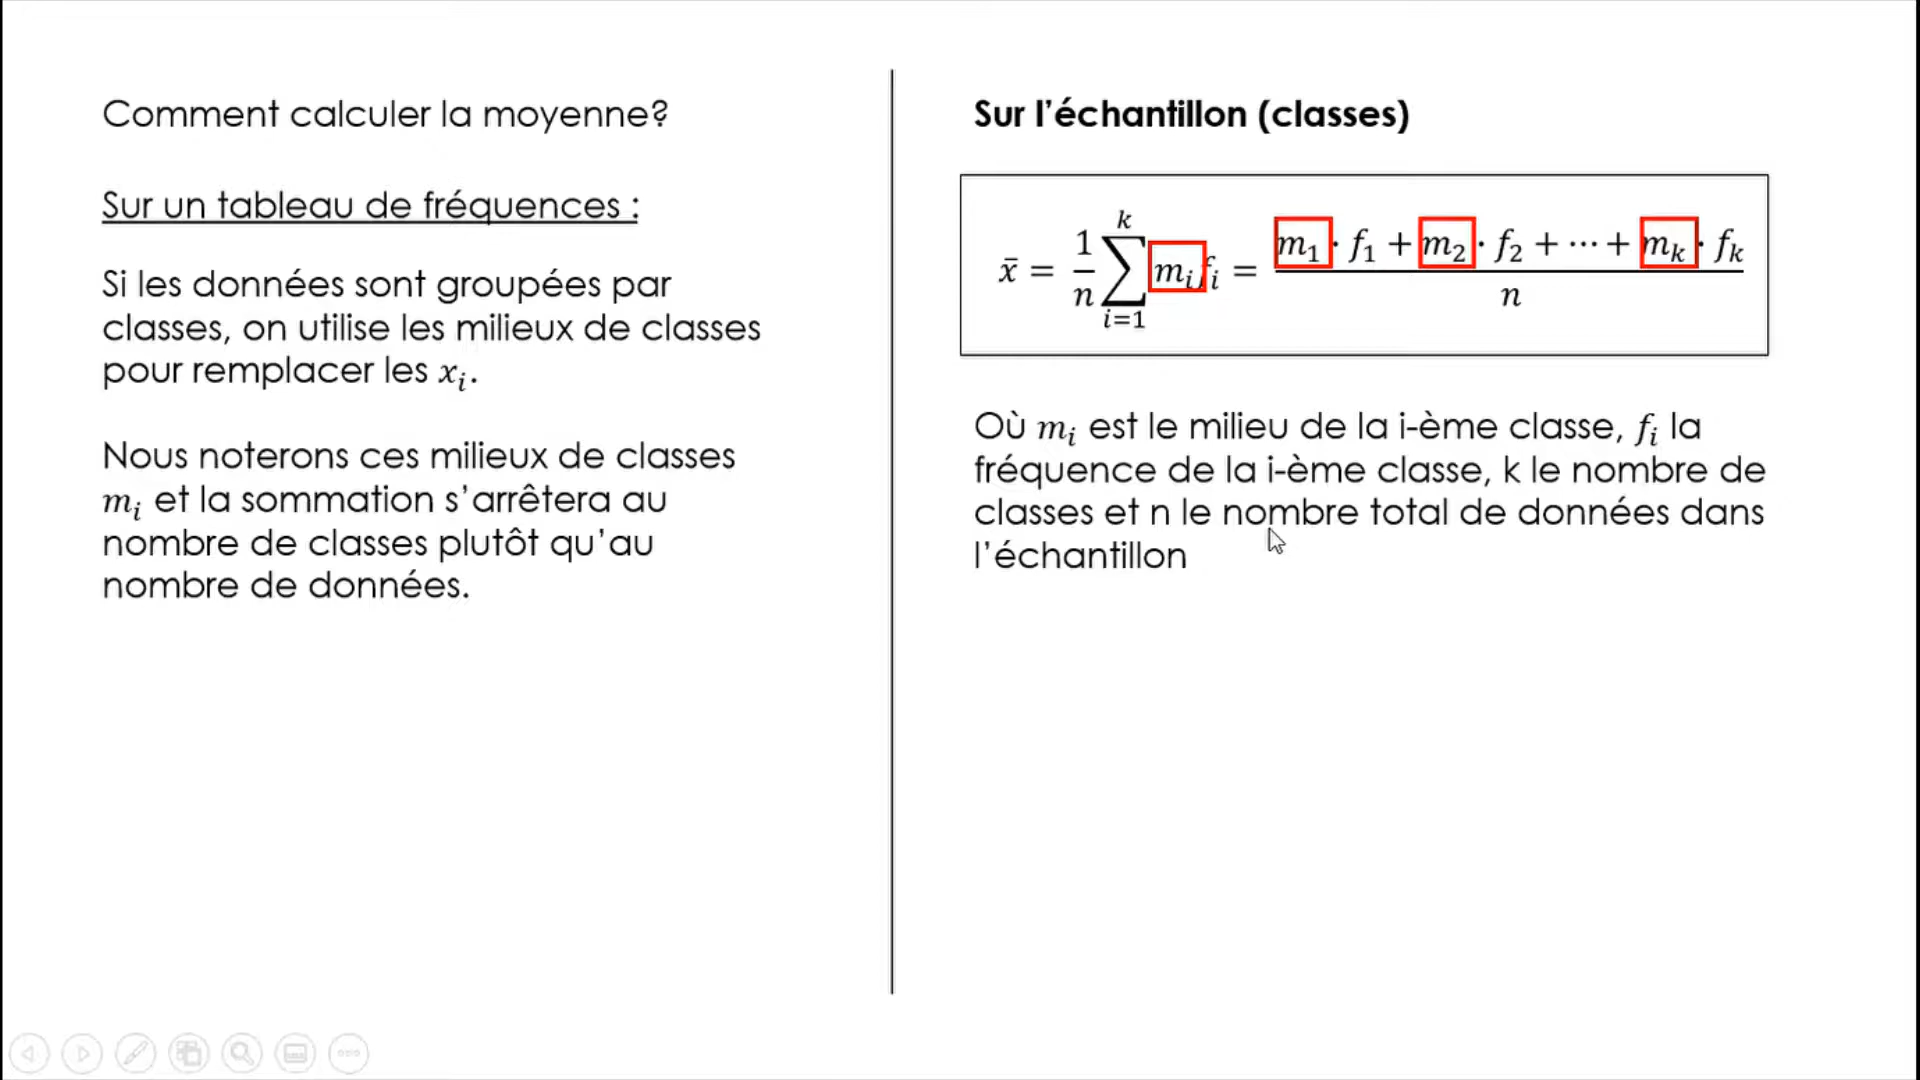 Comment calculer la moyenne?
Sur un tableau de fréquences :
Si les données sont groupées par
classes, on utilise les milieux de classes
pour remplacer les xᵢ.
Nous noterons ces milieux de classes
mᵢ et la sommation s’arrêtera au
nombre de classes plutôt qu’au
nombre de données.
Sur l’échantillon (classes)
x̄ = 1/n ∑_{i=1}^{k} mᵢfᵢ = (m₁ · f₁ + m₂ · f₂ + ⋯ + mₖ · fₖ)/n
Où mᵢ est le milieu de la i-ème classe, fᵢ la
fréquence de la i-ème classe, k le nombre de
classes et n le nombre total de données dans
l’échantillon